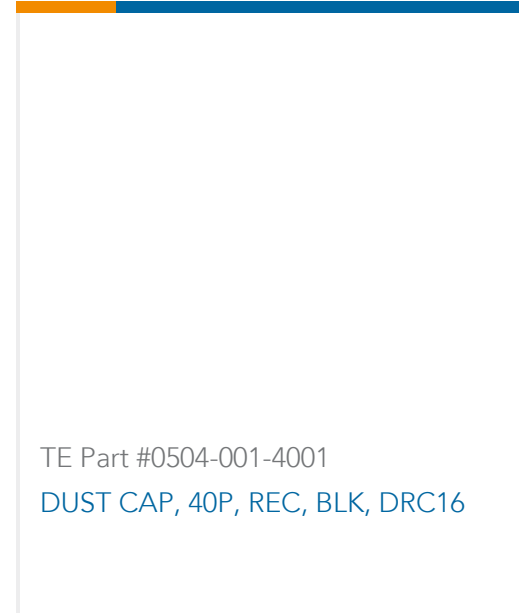 TE Part #0504-001-4001
DUST CAP, 40P, REC, BLK, DRC16